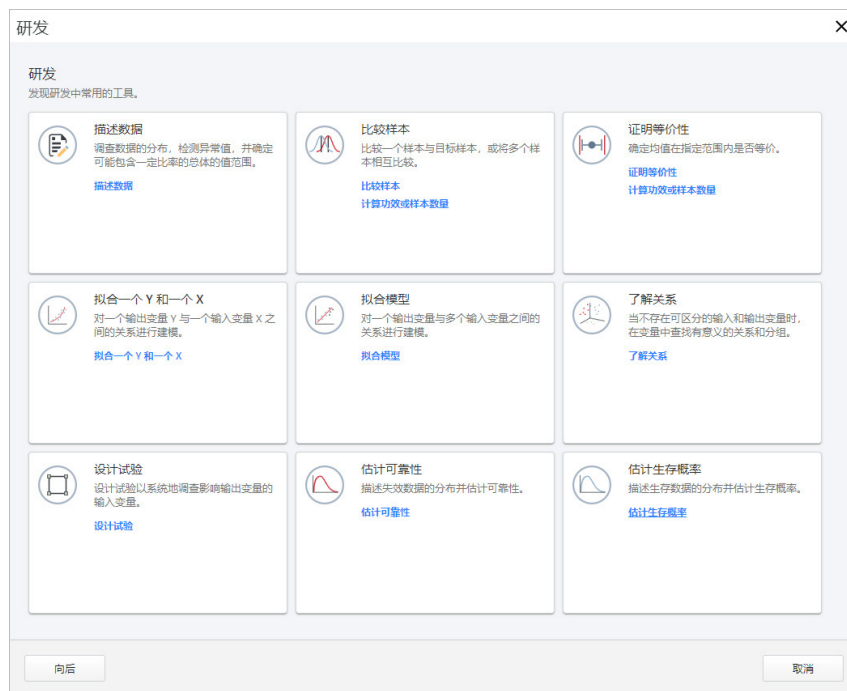 研发
研发
发现研发中常用的工具。
描述数据
调查数据的分布，检测异常值，并确定
可能包含一定比率的总体的值范围。
描述数据
比较样本
比较一个样本与目标样本，或将多个样
本相互比较。
比较样本
计算功效或样本数量
证明等价性
确定均值在指定范围内是否等价。
证明等价性
计算功效或样本数量
拟合一个 Y 和一个 X
对一个输出变量 Y 与一个输入变量 X 之
间的关系进行建模。
拟合一个 Y 和一个 X
拟合模型
对一个输出变量与多个输入变量之间的
关系进行建模。
拟合模型
了解关系
当不存在可区分的输入和输出变量时，
在变量中查找有意义的关系和分组。
了解关系
设计试验
设计试验以系统地调查影响输出变量的
输入变量。
设计试验
估计可靠性
描述失效数据的分布并估计可靠性。
估计可靠性
估计生存概率
描述生存数据的分布并估计生存概率。
估计生存概率
向后
取消